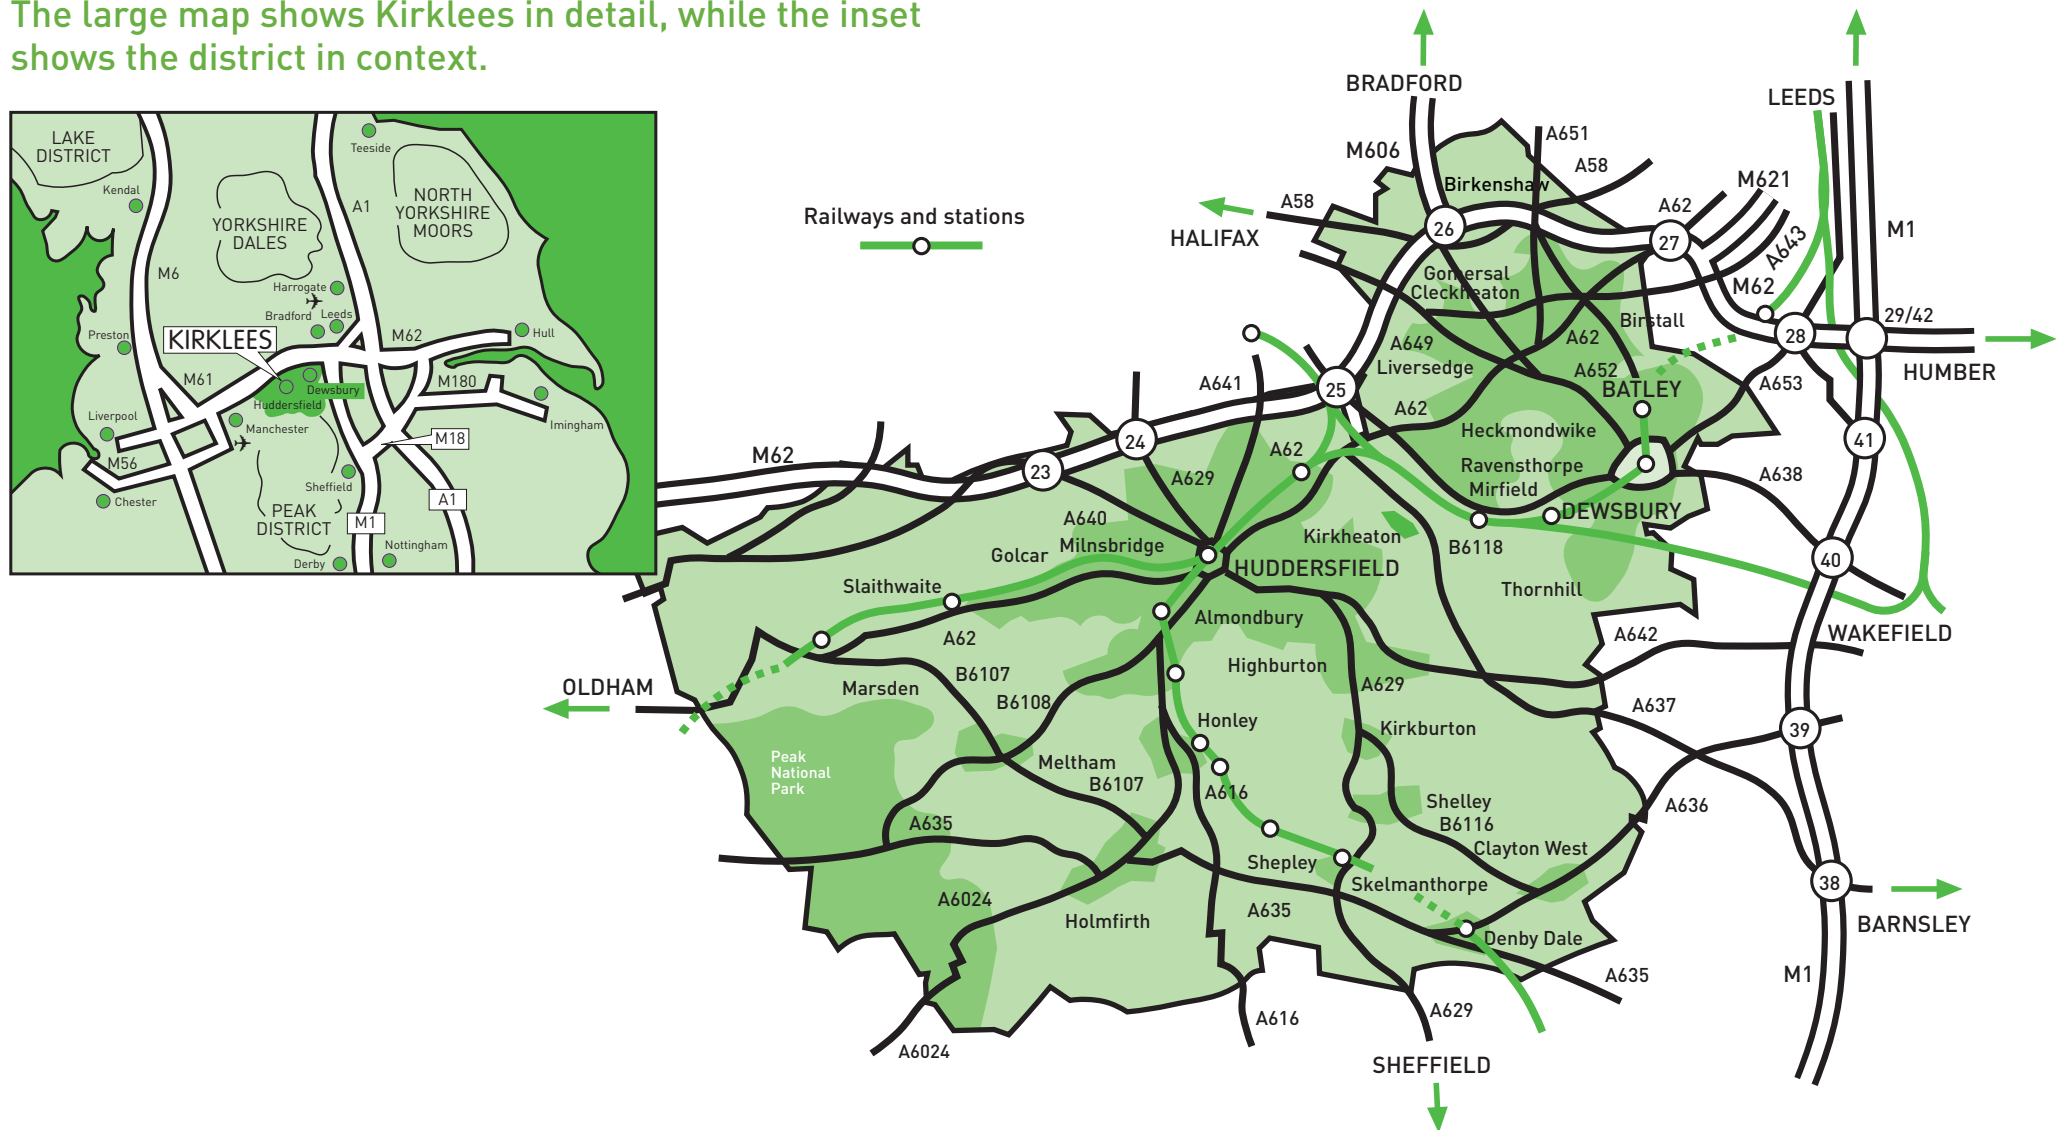 The large map shows Kirklees in detail, while the inset
shows the district in context.
LAKE
DISTRICT
Kendal
Teeside
YORKSHIRE
DALES
NORTH
YORKSHIRE
MOORS
A1
M6
Harrogate
Bradford
Leeds
Preston
KIRKLEES
M62
Hull
M61
Dewsbury
Huddersfield
M180
Liverpool
Manchester
Imingham
M56
M18
Chester
Sheffield
A1
PEAK
DISTRICT
M1
Nottingham
Derby
Railways and stations
BRADFORD
LEEDS
M606
A651
A58
Birkenshaw
M621
A58
A62
HALIFAX
26
27
M1
A643
Gomersal
Cleckheaton
M62
Birstall
29/42
28
A649
A62
HUMBER
Liversedge
A652
BATLEY
A653
A641
25
A62
Heckmondwike
41
24
M62
23
A62
Ravensthorpe
Mirfield
A638
A629
DEWSBURY
A640
Milnsbridge
Golcar
Kirkheaton
B6118
40
HUDDERSFIELD
Slaithwaite
Thornhill
Almondbury
A62
A642
WAKEFIELD
Highburton
B6107
OLDHAM
Marsden
A629
B6108
A637
Honley
Kirkburton
39
Peak
National
Park
Meltham
B6107
A616
Shelley
B6116
A636
A635
Clayton West
Shepley
38
Skelmanthorpe
A6024
A635
Holmfirth
BARNSLEY
Denby Dale
M1
A635
A616
A629
A6024
SHEFFIELD